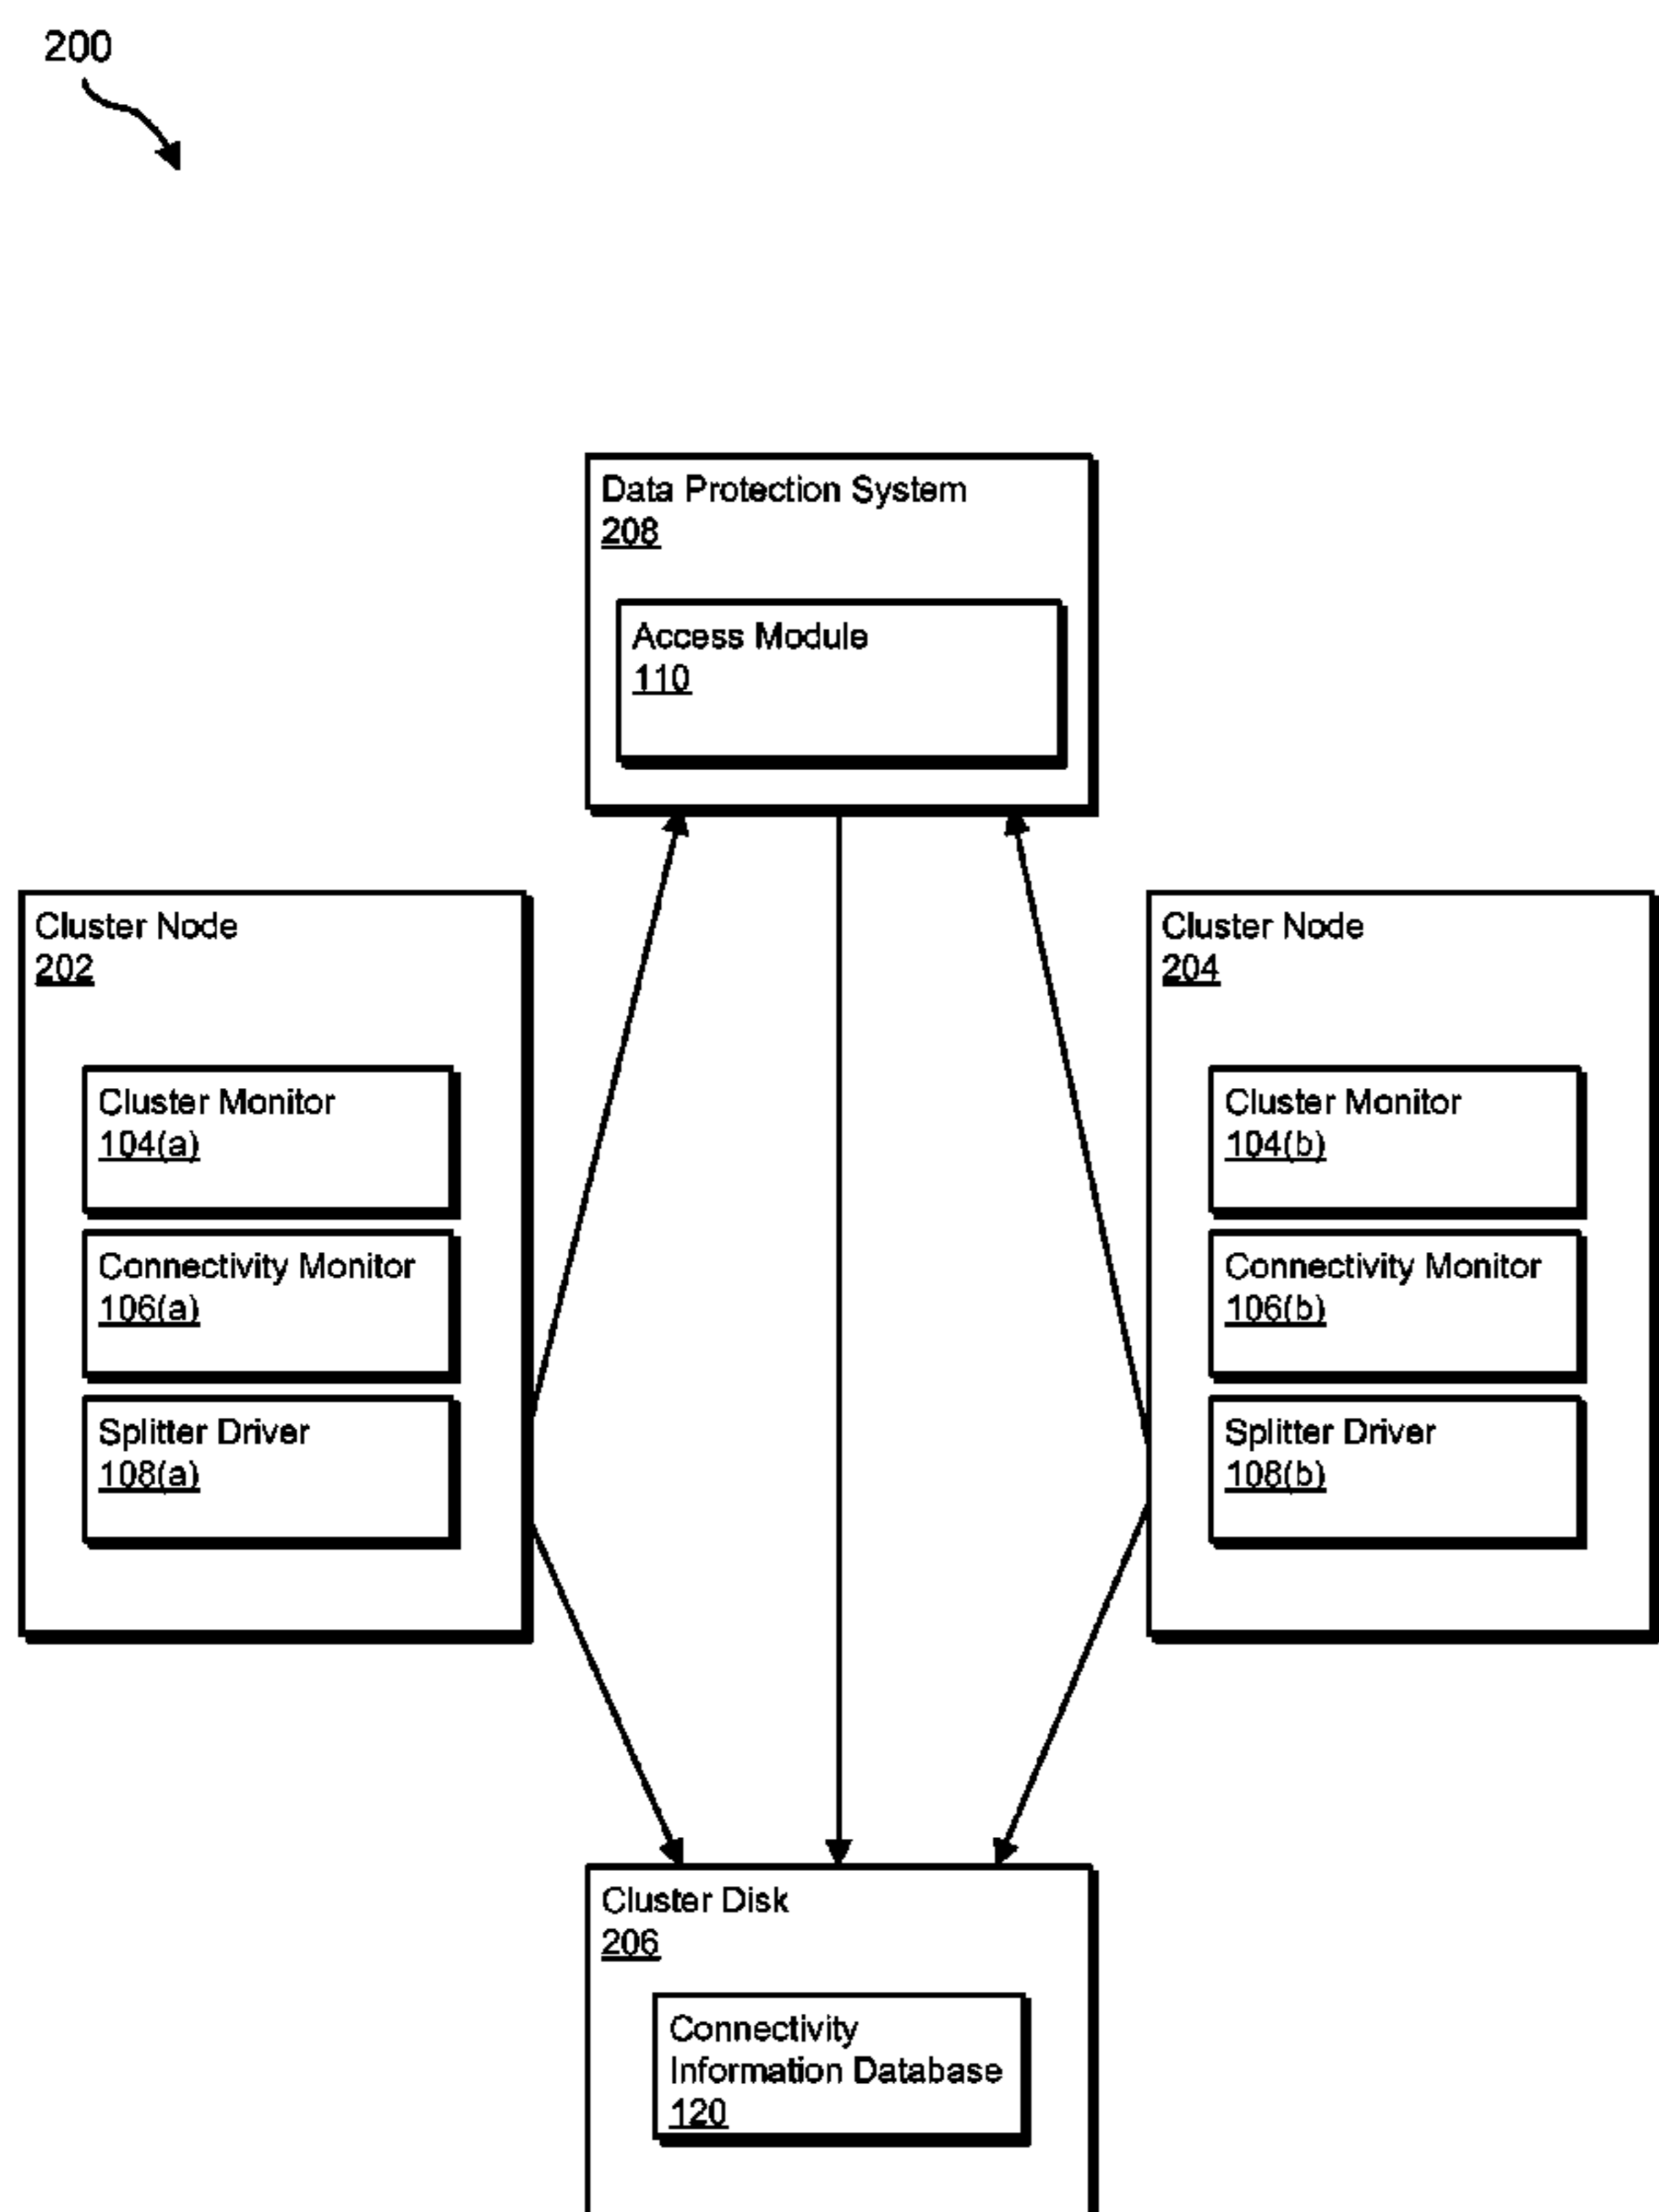 200
Data Protection System
208
Access Module
110
Cluster Node
202
Cluster Monitor
104(a)
Connectivity Monitor
106(a)
Splitter Driver
108(a)
Cluster Node
204
Cluster Monitor
104(b)
Connectivity Monitor
106(b)
Splitter Driver
108(b)
Cluster Disk
206
Connectivity
Information Database
120